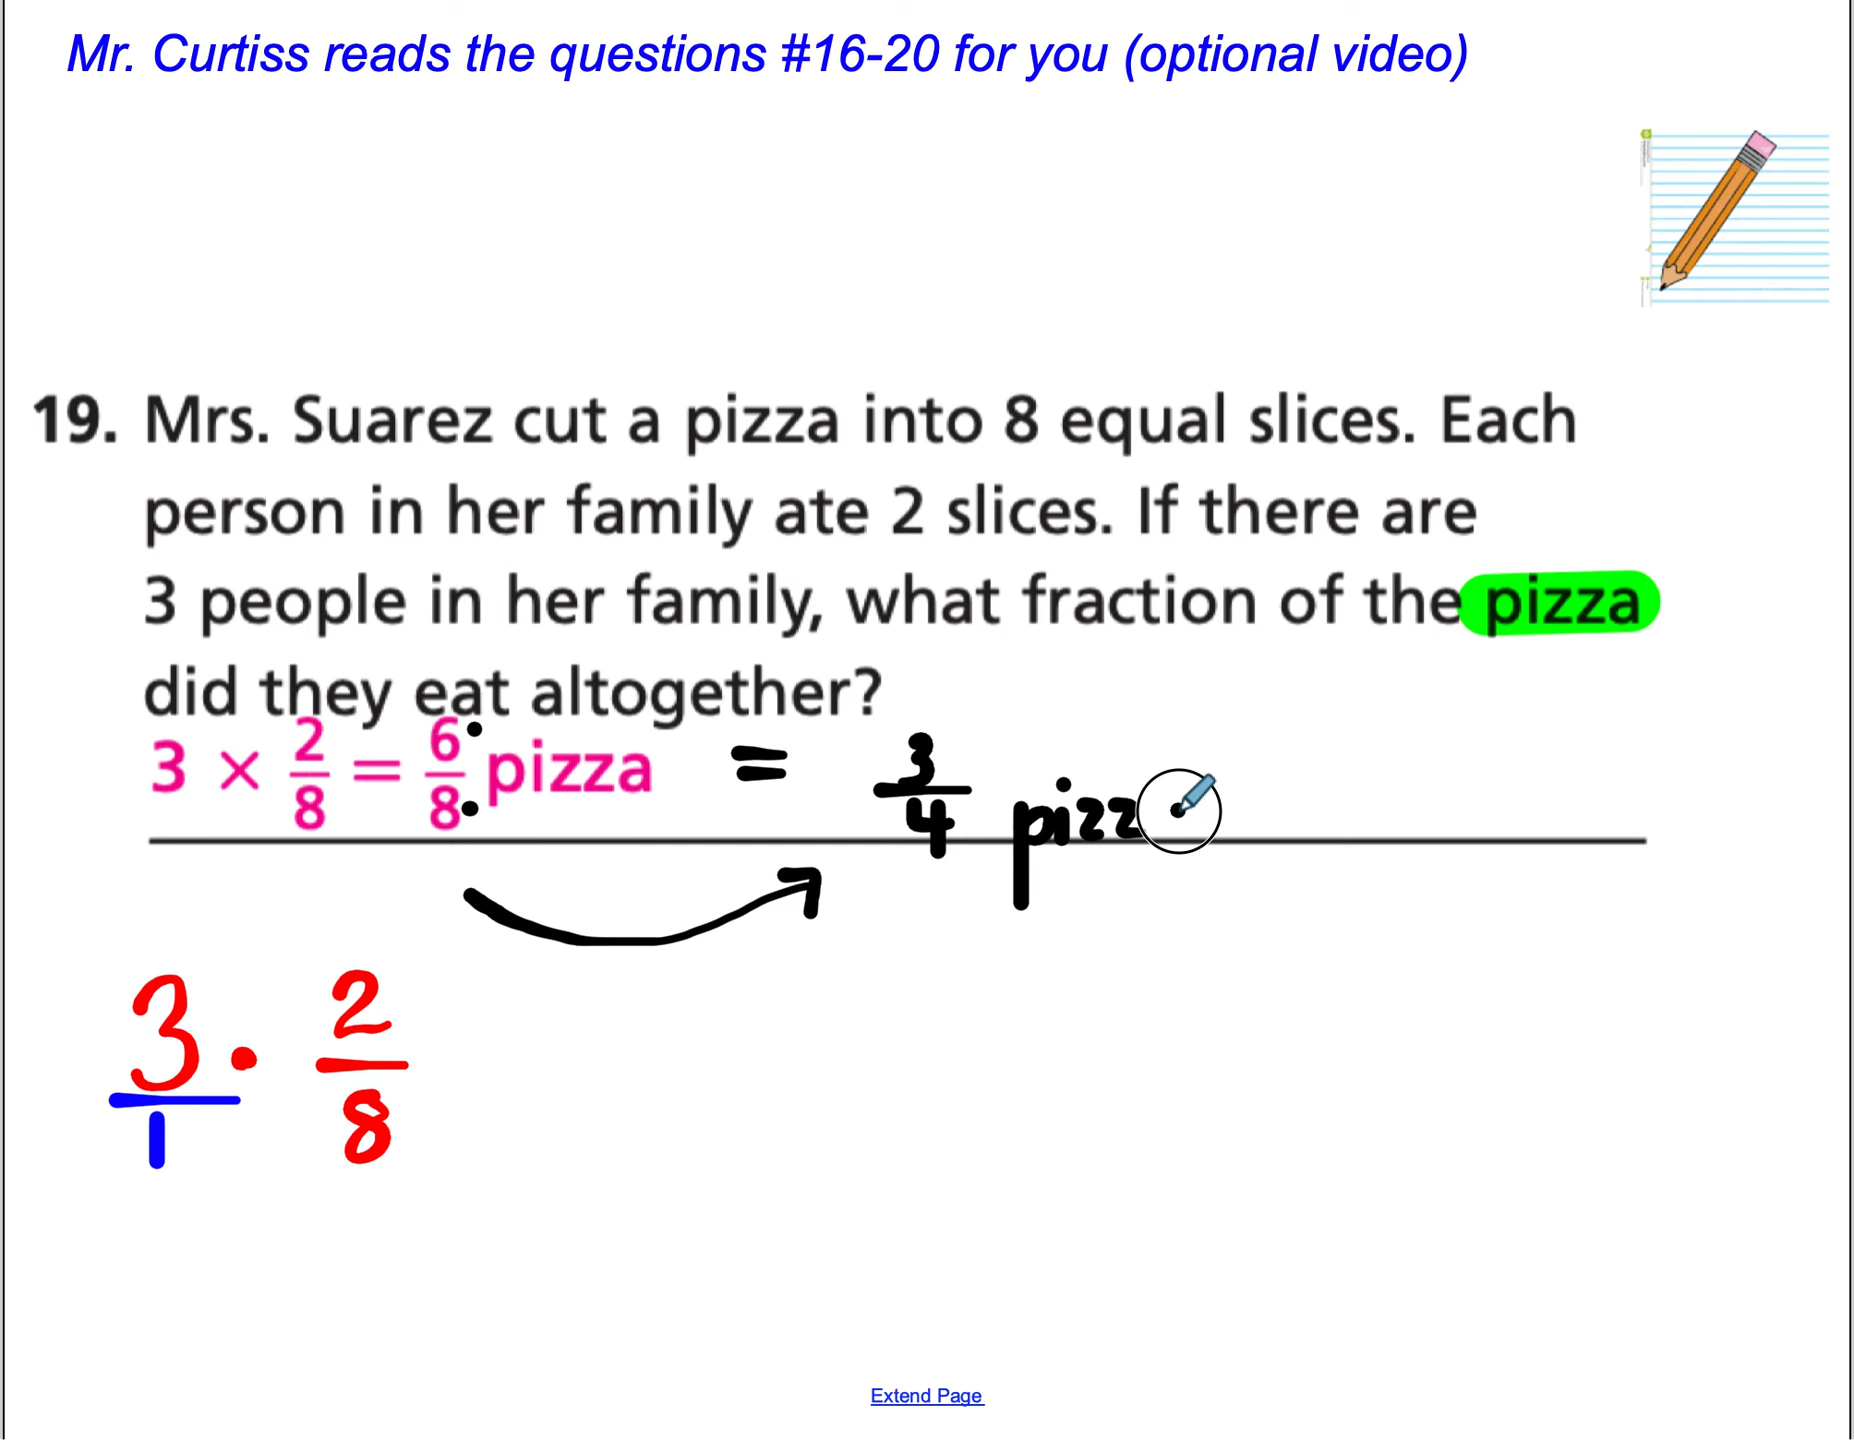 Mr. Curtiss reads the questions #16-20 for you (optional video)
19. Mrs. Suarez cut a pizza into 8 equal slices. Each
person in her family ate 2 slices. If there are
3 people in her family, what fraction of the pizza
did they eat altogether?
3 × 2/8 = 6/8 pizza = 3/4 pizz
3/1 · 2/8
Extend Page